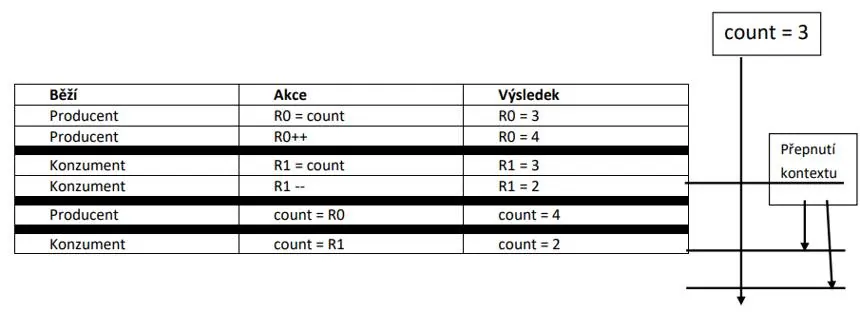 count = 3
Běží Akce Výsledek
Producent R0 = count R0 = 3
Producent R0++ R0 = 4
Konzument R1 = count R1 = 3
Konzument R1 -- R1 = 2
Producent count = R0 count = 4
Konzument count = R1 count = 2
Přepnutí
kontextu